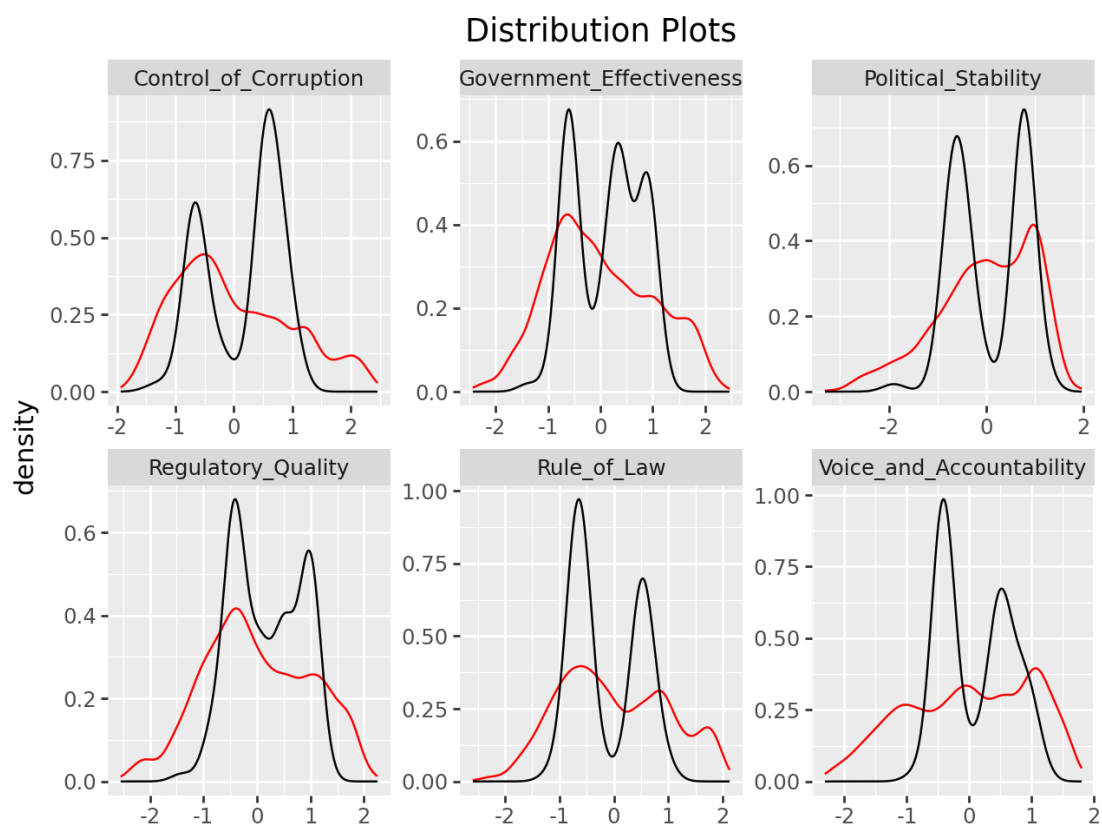 Distribution Plots
Control_of_Corruption
Government_Effectiveness
Political_Stability
0.75
0.50
0.25
0.00
0.6
0.4
0.2
0.0
0.6
0.4
0.2
0.0
-2 -1 0 1 2
-2 -1 0 1 2
-2 0 2
density
Regulatory_Quality
Rule_of_Law
Voice_and_Accountability
0.6
0.4
0.2
0.0
1.00
0.75
0.50
0.25
0.00
1.00
0.75
0.50
0.25
0.00
-2 -1 0 1 2
-2 -1 0 1 2
-2 -1 0 1 2